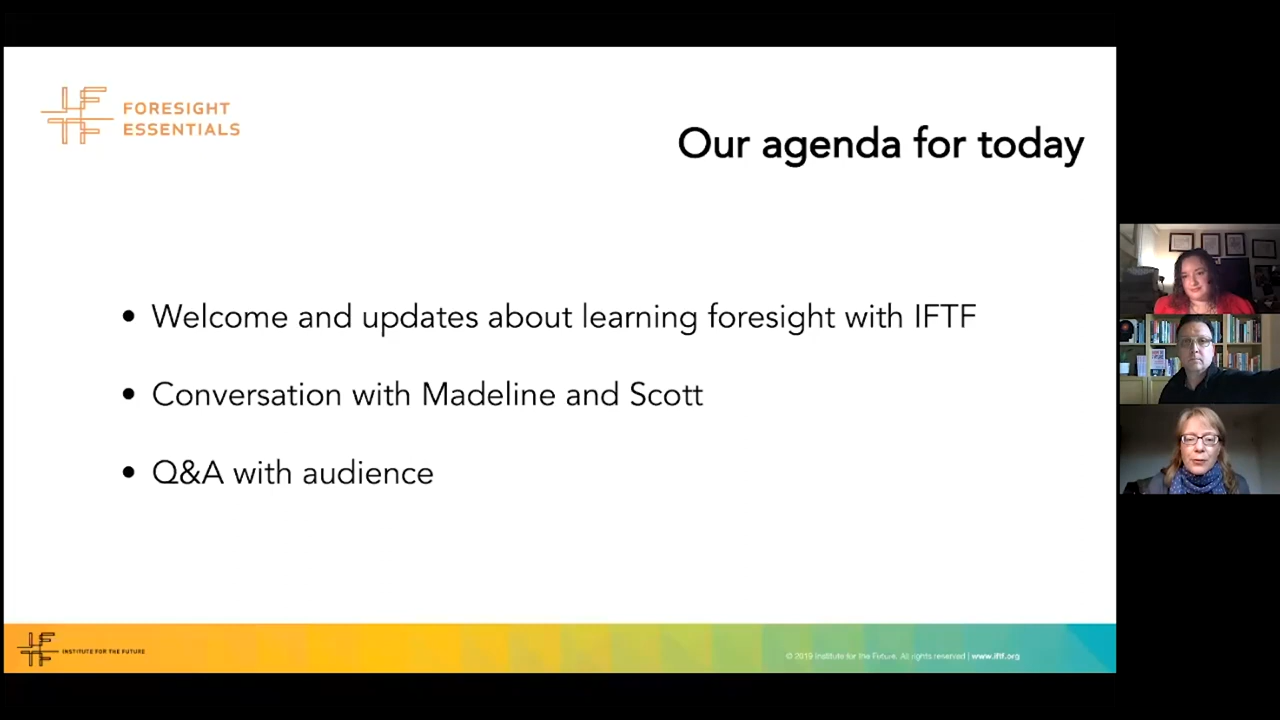 FORESIGHT
ESSENTIALS
Our agenda for today
• Welcome and updates about learning foresight with IFTF
• Conversation with Madeline and Scott
• Q&A with audience
INSTITUTE FOR THE FUTURE
© 2019 Institute for the Future. All rights reserved | www.iftf.org